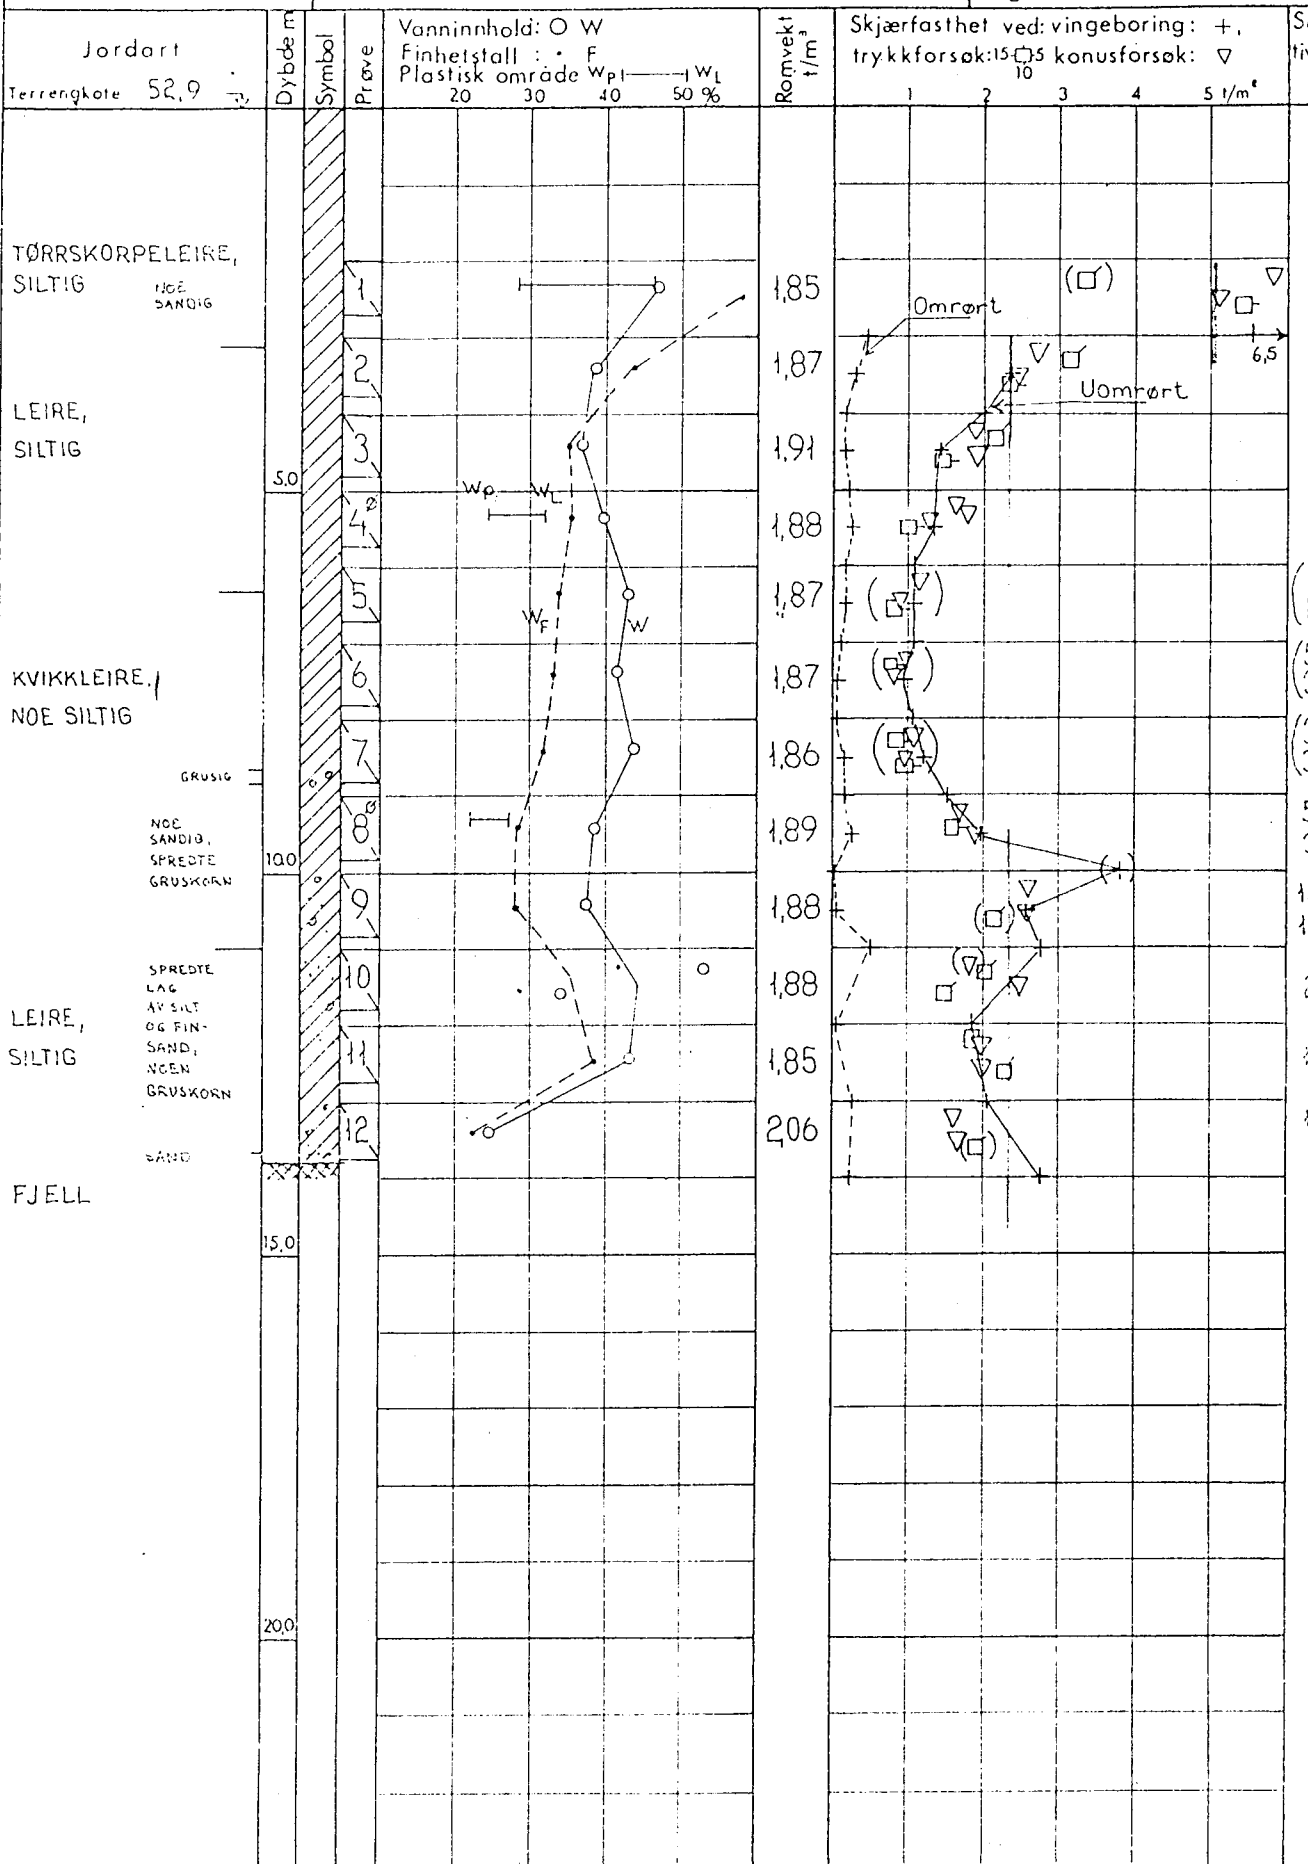 Jordart
Terrengkote 52,9
Dybde m
Symbol
Prøve
Vanninnhold: O W
Finhetstall : · F
Plastisk område Wp WL
20 30 40 50 %
Romvekt t/m³
Skjærfasthet ved: vingeboring: +,
trykkforsøk: 15 5 konusforsøk: ▽
10
1 2 3 4 5 t/m²
TØRRSKORPELEIRE,
SILTIG
NOE
SANDIG
1
1,85
Omrørt
6,5
2
1,87
Uomrørt
LEIRE,
SILTIG
3
1,91
5,0
Wp WL
4
1,88
5
1,87
WF W
KVIKKLEIRE,
NOE SILTIG
6
1,87
7
1,86
GRUSIG
NOE
SANDIG,
SPREDTE
GRUSKORN
8
1,89
10,0
9
1,88
SPREDTE
LAG
AV SILT
OG FIN-
SAND,
NOEN
GRUSKORN
10
1,88
LEIRE,
SILTIG
11
1,85
12
2,06
SAND
FJELL
15,0
20,0